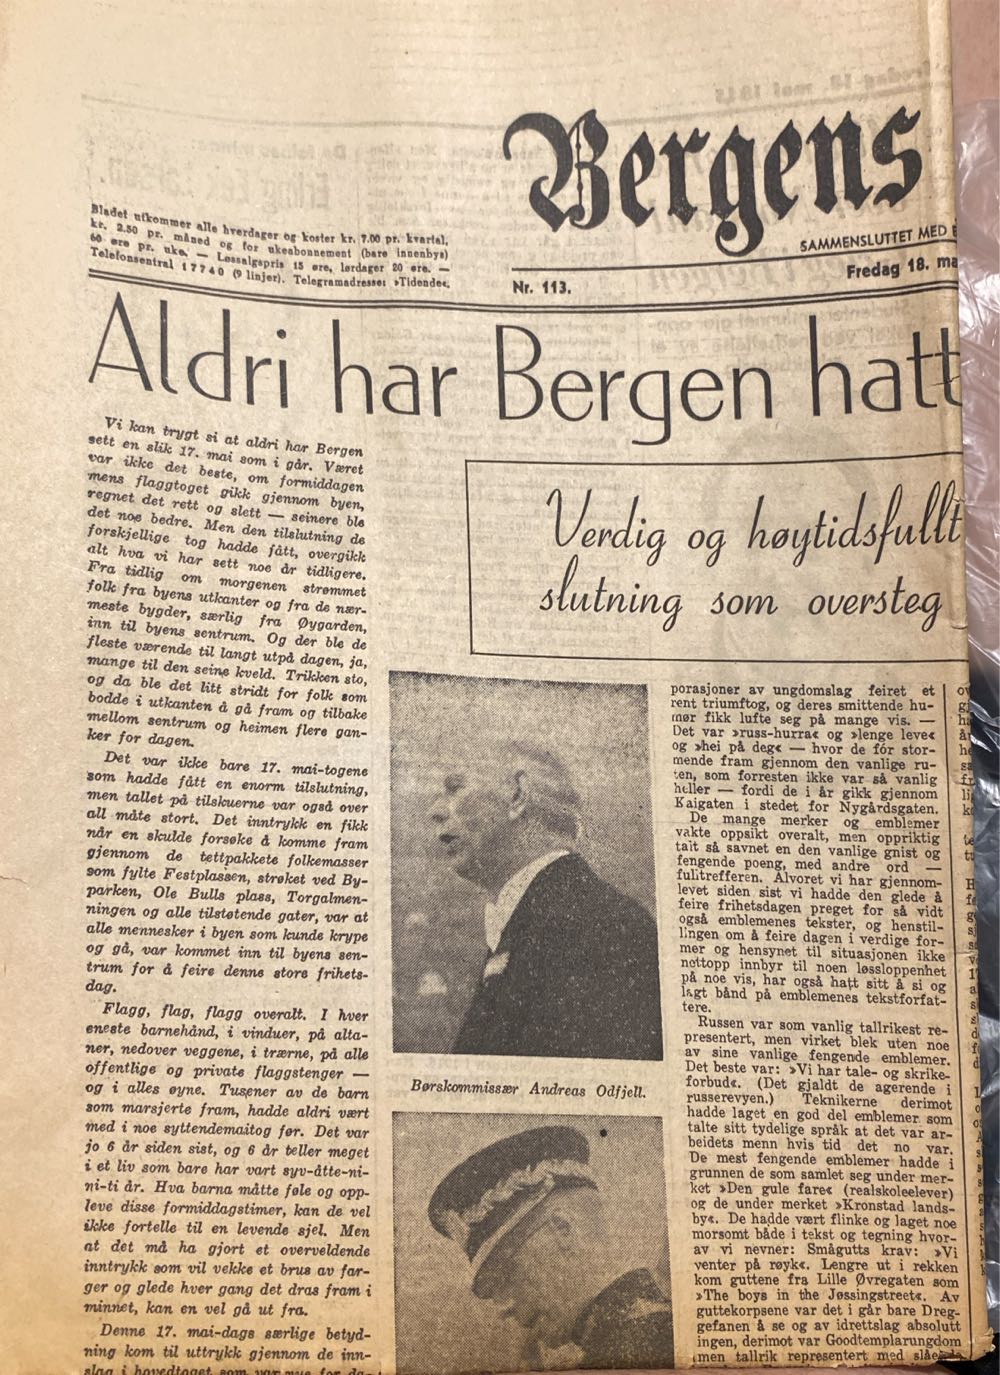 Bergens
SAMMENSLUTTET MED
Bladet utkommer alle hverdager og koster kr. 7.00 pr. kvartal,
kr. 2.50 pr. måned og for ukeabonnement (bare innenbys)
60 øre pr. uke. — Løssalgspris 15 øre, lørdager 20 øre. —
Telefonsentral 17740 (9 linjer). Telegramadresse: »Tidende«.
Nr. 113.
Fredag 18. ma
Aldri har Bergen hatt
Verdig og høytidsfullt
slutning som oversteg
Vi kan trygt si at aldri har Bergen
sett en slik 17. mai som i går. Været
var ikke det beste, om formiddagen
mens flaggtoget gikk gjennom byen,
regnet det rett og slett — seinere ble
det noe bedre. Men den tilslutning de
forskjellige tog hadde fått, overgikk
alt hva vi har sett noe år tidligere.
Fra tidlig om morgenen strømmet
folk fra byens utkanter og fra de nær-
meste bygder, særlig fra Øygarden,
inn til byens sentrum. Og der ble de
fleste værende til langt utpå dagen, ja,
mange til den seine kveld. Trikken sto,
og da ble det litt stridt for folk som
bodde i utkanten å gå fram og tilbake
mellom sentrum og heimen flere gan-
ker for dagen.
Det var ikke bare 17. mai-togene
som hadde fått en enorm tilslutning,
men tallet på tilskuerne var også over
all måte stort. Det inntrykk en fikk
når en skulde forsøke å komme fram
gjennom de tettpakkete folkemasser
som fylte Festplassen, strøket ved By-
parken, Ole Bulls plass, Torgalmen-
ningen og alle tilstøtende gater, var at
alle mennesker i byen som kunde krype
og gå, var kommet inn til byens sen-
trum for å feire denne store frihets-
dag.
Flagg, flag, flagg overalt. I hver
eneste barnehånd, i vinduer, på alta-
ner, nedover veggene, i trærne, på alle
offentlige og private flaggstenger —
og i alles øyne. Tusener av de barn
som marsjerte fram, hadde aldri vært
med i noe syttendemaitog før. Det var
jo 6 år siden sist, og 6 år teller meget
i et liv som bare har vart syv-åtte-ni-
ni-ti år. Hva barna måtte føle og opp-
leve disse formiddagstimer, kan de vel
ikke fortelle til en levende sjel. Men
at det må ha gjort et overveldende
inntrykk som vil vekke et brus av far-
ger og glede hver gang det dras fram i
minnet, kan en vel gå ut fra.
Denne 17. mai-dags særlige betyd-
ning kom til uttrykk gjennom de inn-
slag i hovedtoget som var nye for
Børskommissær Andreas Odfjell.
porasjoner av ungdomslag feiret et
rent triumftog, og deres smittende hu-
mør fikk lufte seg på mange vis. —
Det var »russ-hurra« og »lenge leve«
og »hei på deg« — hvor de fór stor-
mende fram gjennom den vanlige ru-
ten, som forresten ikke var så vanlig
heller — fordi de i år gikk gjennom
Kaigaten i stedet for Nygårdsgaten.
De mange merker og emblemer
vakte oppsikt overalt, men oppriktig
talt så savnet en den vanlige gnist og
fengende poeng, med andre ord —
fulltrefferen. Alvoret vi har gjennom-
levet siden sist vi hadde den glede å
feire frihetsdagen preget for så vidt
også emblemenes tekster, og henstil-
lingen om å feire dagen i verdige for-
mer og hensynet til situasjonen ikke
nettopp innbyr til noen løssloppenhet
på noe vis, har også hatt sitt å si og
lagt bånd på emblemenes tekstforfat-
tere.
Russen var som vanlig tallrikest re-
presentert, men virket blek uten noe
av sine vanlige fengende emblemer.
Det beste var: »Vi har tale- og skrike-
forbud«. (Det gjaldt de agerende i
russerevyen.) Teknikerne derimot
hadde laget en god del emblemer som
talte sitt tydelige språk at det var ar-
beidets menn hvis tid det no var.
De mest fengende emblemer hadde i
grunnen de som samlet seg under mer-
ket »Den gule fare« (realskoleelever)
og de under merket »Kronstad lands-
by«. De hadde vært flinke og laget noe
morsomt både i tekst og tegning hvor-
av vi nevner: Smågutts krav: »Vi
venter på røyk«. Lengre ut i rekken
kom guttene fra Lille Øvregaten som
»The boys in the Jøssingstreet«. Av
guttekorpsene var det i går bare Dreg-
gefanen å se og av idrettslag absolutt
ingen, derimot var Goodtemplarungdom
men tallrik representert med